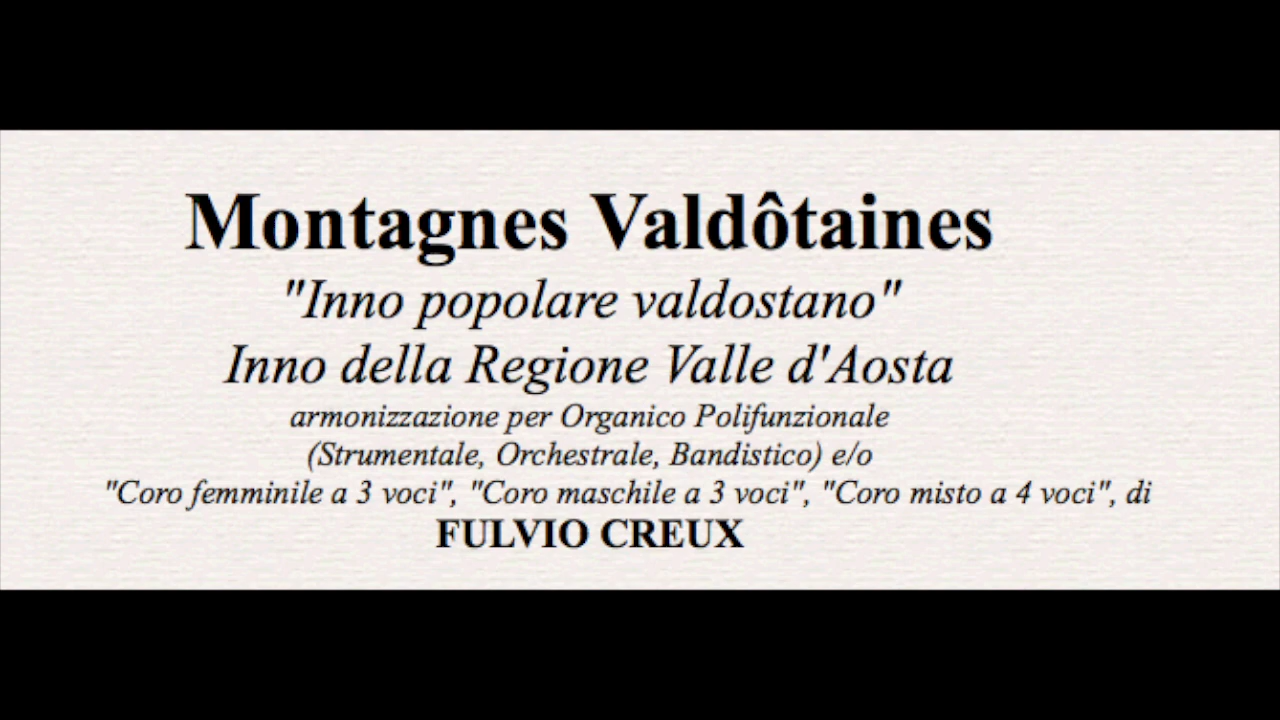 Montagnes Valdôtaines
"Inno popolare valdostano"
Inno della Regione Valle d'Aosta
armonizzazione per Organico Polifunzionale
(Strumentale, Orchestrale, Bandistico) e/o
"Coro femminile a 3 voci", "Coro maschile a 3 voci", "Coro misto a 4 voci", di
FULVIO CREUX